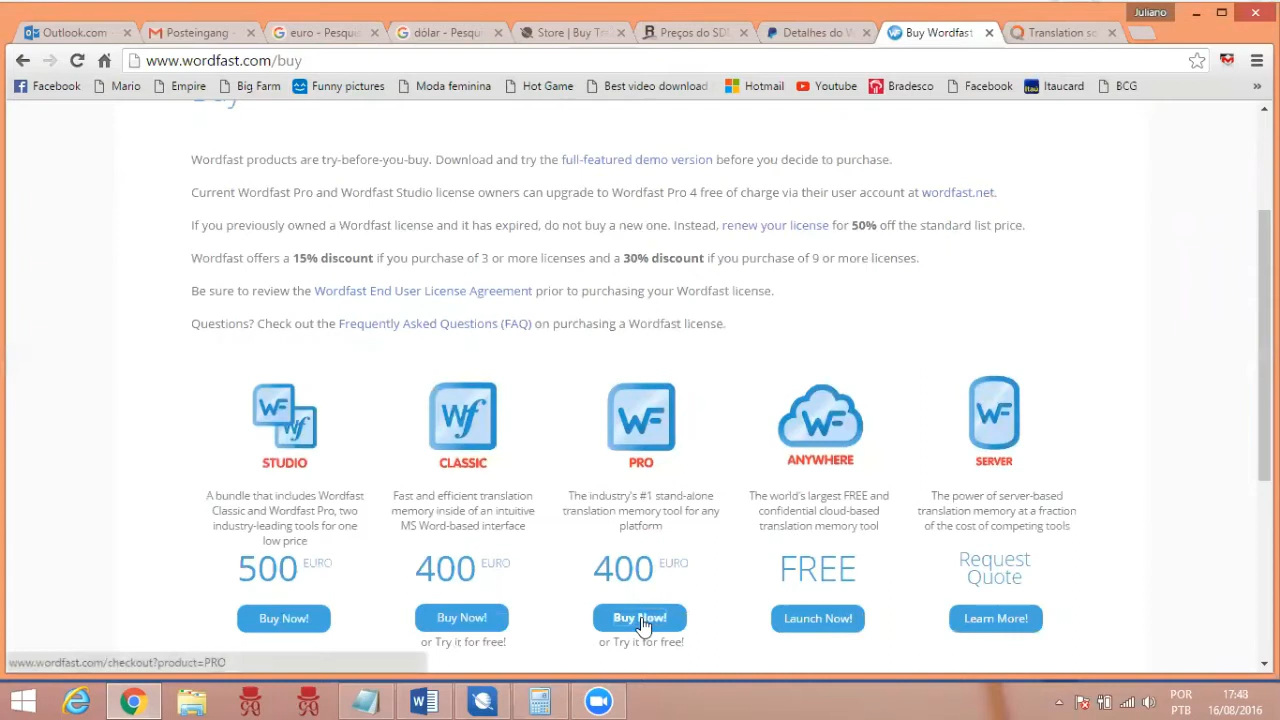 Juliano
Outlook.com
Posteingang -
euro - Pesqui
dólar - Pesqu
Store | Buy Tr
Preços do SDL
Detalhes do W
Buy Wordfast
Translation so
www.wordfast.com/buy
Facebook Mario Empire Big Farm Funny pictures Moda feminina Hot Game Best video download Hotmail Youtube Bradesco Facebook Itaucard BCG »
Buy
Wordfast products are try-before-you-buy. Download and try the full-featured demo version before you decide to purchase.
Current Wordfast Pro and Wordfast Studio license owners can upgrade to Wordfast Pro 4 free of charge via their user account at wordfast.net.
If you previously owned a Wordfast license and it has expired, do not buy a new one. Instead, renew your license for 50% off the standard list price.
Wordfast offers a 15% discount if you purchase of 3 or more licenses and a 30% discount if you purchase of 9 or more licenses.
Be sure to review the Wordfast End User License Agreement prior to purchasing your Wordfast license.
Questions? Check out the Frequently Asked Questions (FAQ) on purchasing a Wordfast license.
WF Wf
STUDIO
A bundle that includes Wordfast
Classic and Wordfast Pro, two
industry-leading tools for one
low price
500 EURO
Buy Now!
Wf
CLASSIC
Fast and efficient translation
memory inside of an intuitive
MS Word-based interface
400 EURO
Buy Now!
or Try it for free!
WF
PRO
The industry's #1 stand-alone
translation memory tool for any
platform
400 EURO
Buy Now!
or Try it for free!
WF
ANYWHERE
The world's largest FREE and
confidential cloud-based
translation memory tool
FREE
Launch Now!
WF
SERVER
The power of server-based
translation memory at a fraction
of the cost of competing tools
Request
Quote
Learn More!
www.wordfast.com/checkout?product=PRO
POR
PTB
17:43
16/08/2016